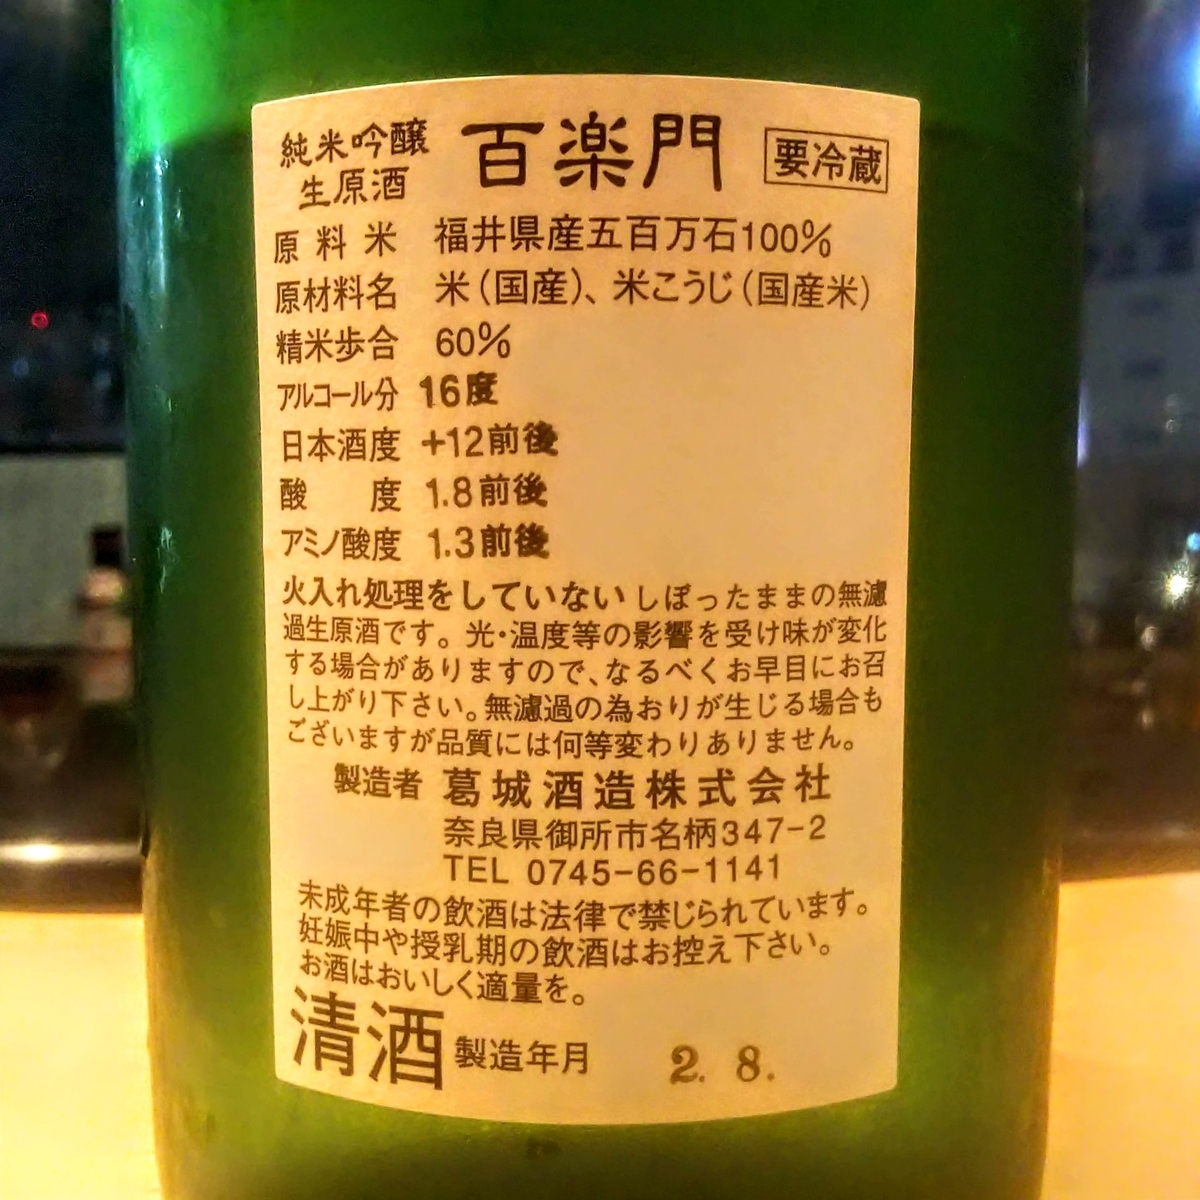 純米吟醸 百楽門 要冷蔵
生原酒
原料米 福井県産五百万石100%
原材料名 米（国産）、米こうじ（国産米）
精米歩合 60%
アルコール分 16度
日本酒度 +12前後
酸度 1.8前後
アミノ酸度 1.3前後
火入れ処理をしていないしぼったままの無濾
過生原酒です。光・温度等の影響を受け味が変化
する場合がありますので、なるべくお早目にお召
し上がり下さい。無濾過の為おりが生じる場合も
ございますが品質には何等変わりありません。
製造者 葛城酒造株式会社
奈良県御所市名柄347-2
TEL 0745-66-1141
未成年者の飲酒は法律で禁じられています。
妊娠中や授乳期の飲酒はお控え下さい。
お酒はおいしく適量を。
清酒 製造年月 2. 8.